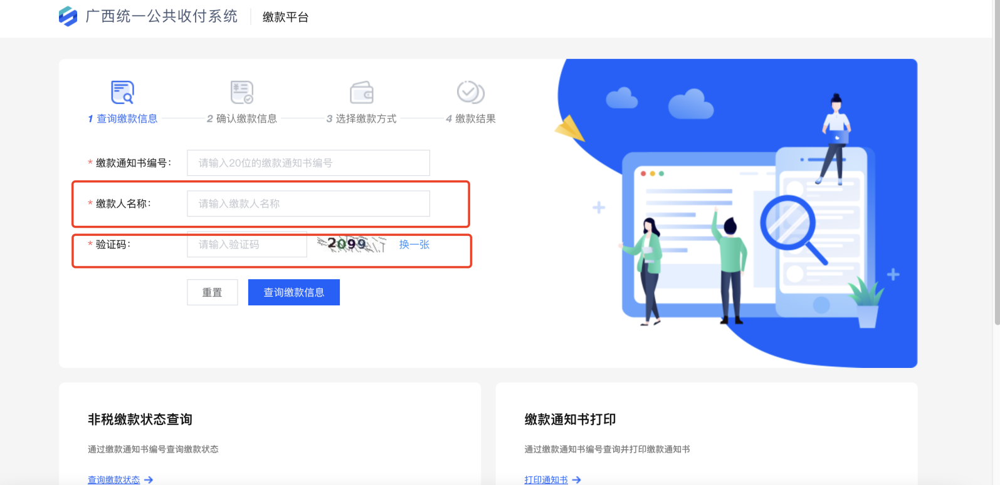 广西统一公共收付系统 缴款平台
1 查询缴款信息 2 确认缴款信息 3 选择缴款方式 4 缴款结果
* 缴款通知书编号: 请输入20位的缴款通知书编号
* 缴款人名称: 请输入缴款人名称
* 验证码: 请输入验证码 2099 换一张
重置 查询缴款信息
非税缴款状态查询
通过缴款通知书编号查询缴款状态
查询缴款状态 →
缴款通知书打印
通过缴款通知书编号查询并打印缴款通知书
打印通知书 →